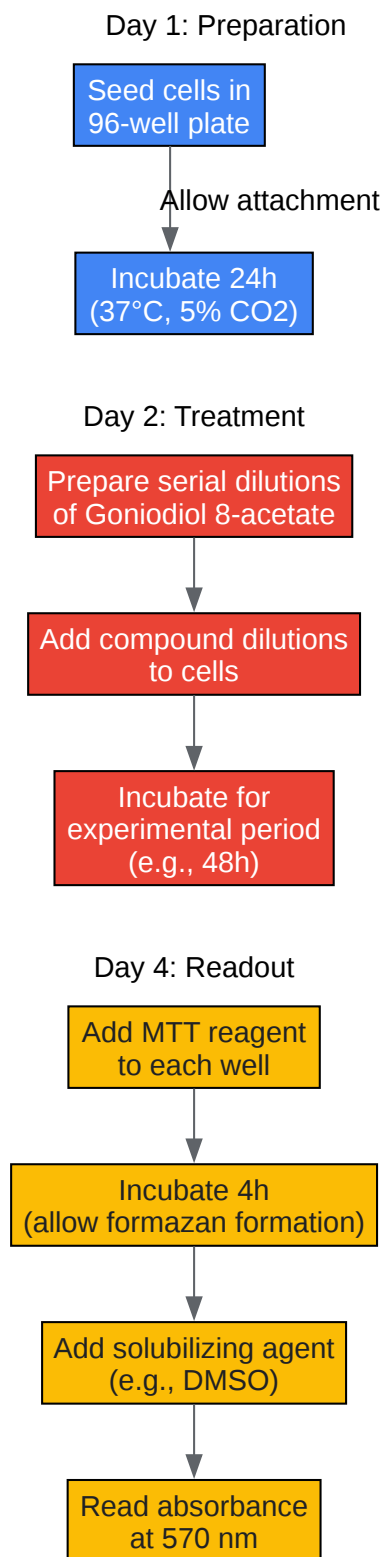 Day 1: Preparation
Seed cells in
96-well plate
Allow attachment
Incubate 24h
(37°C, 5% CO2)
Day 2: Treatment
Prepare serial dilutions
of Goniodiol 8-acetate
Add compound dilutions
to cells
Incubate for
experimental period
(e.g., 48h)
Day 4: Readout
Add MTT reagent
to each well
Incubate 4h
(allow formazan formation)
Add solubilizing agent
(e.g., DMSO)
Read absorbance
at 570 nm